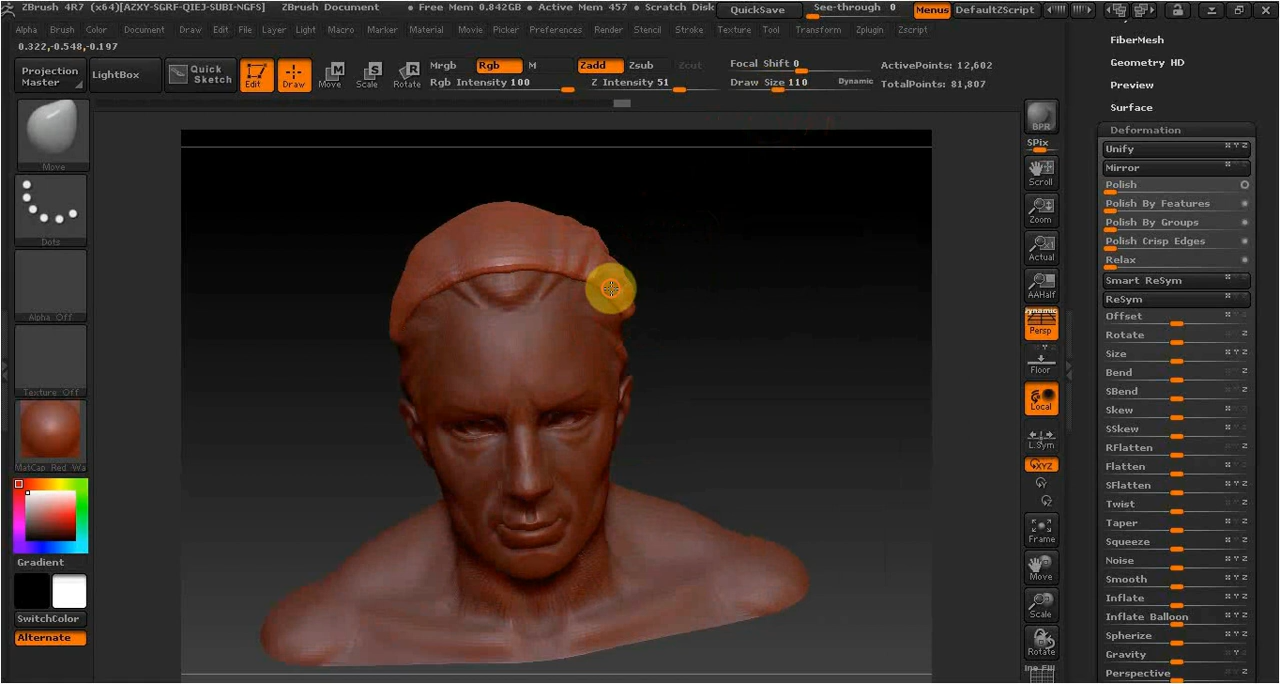 ZBrush 4R7 (x64)[AZXY-SGRF-QIEJ-SUBI-NGFS] ZBrush Document • Free Mem 0.842GB • Active Mem 457 • Scratch Disk QuickSave See-through 0 Menus DefaultZScript
Alpha Brush Color Document Draw Edit File Layer Light Macro Marker Material Movie Picker Preferences Render Stencil Stroke Texture Tool Transform Zplugin Zscript
0.322,-0.548,-0.197
Projection
Master
LightBox
Quick
Sketch
Edit
Draw
Move
Scale
Rotate
Mrgb Rgb M
Rgb Intensity 100
Zadd Zsub Zcut
Z Intensity 51
Focal Shift 0
Draw Size 110 Dynamic
ActivePoints: 12,602
TotalPoints: 81,807
Move
Dots
Alpha Off
Texture Off
MatCap Red Wa
Gradient
SwitchColor
Alternate
BPR
SPix
Scroll
Zoom
Actual
AAHalf
Dynamic
Persp
Floor
Local
L.Sym
XYZ
Y
Z
Frame
Move
Scale
Rotate
FiberMesh
Geometry HD
Preview
Surface
Deformation
Unify X Y Z
Mirror X Y Z
Polish
Polish By Features
Polish By Groups
Polish Crisp Edges
Relax
Smart ReSym
ReSym X Y Z
Offset X Y Z
Rotate X Y Z
Size X Y Z
Bend X Y Z
SBend X Y Z
Skew X Y Z
SSkew X Y Z
RFlatten X Y Z
Flatten X Y Z
SFlatten X Y Z
Twist X Y Z
Taper X Y Z
Squeeze X Y Z
Noise X Y Z
Smooth X Y Z
Inflate X Y Z
Inflate Balloon X Y Z
Spherize X Y Z
Gravity X Y Z
Perspective X Y Z